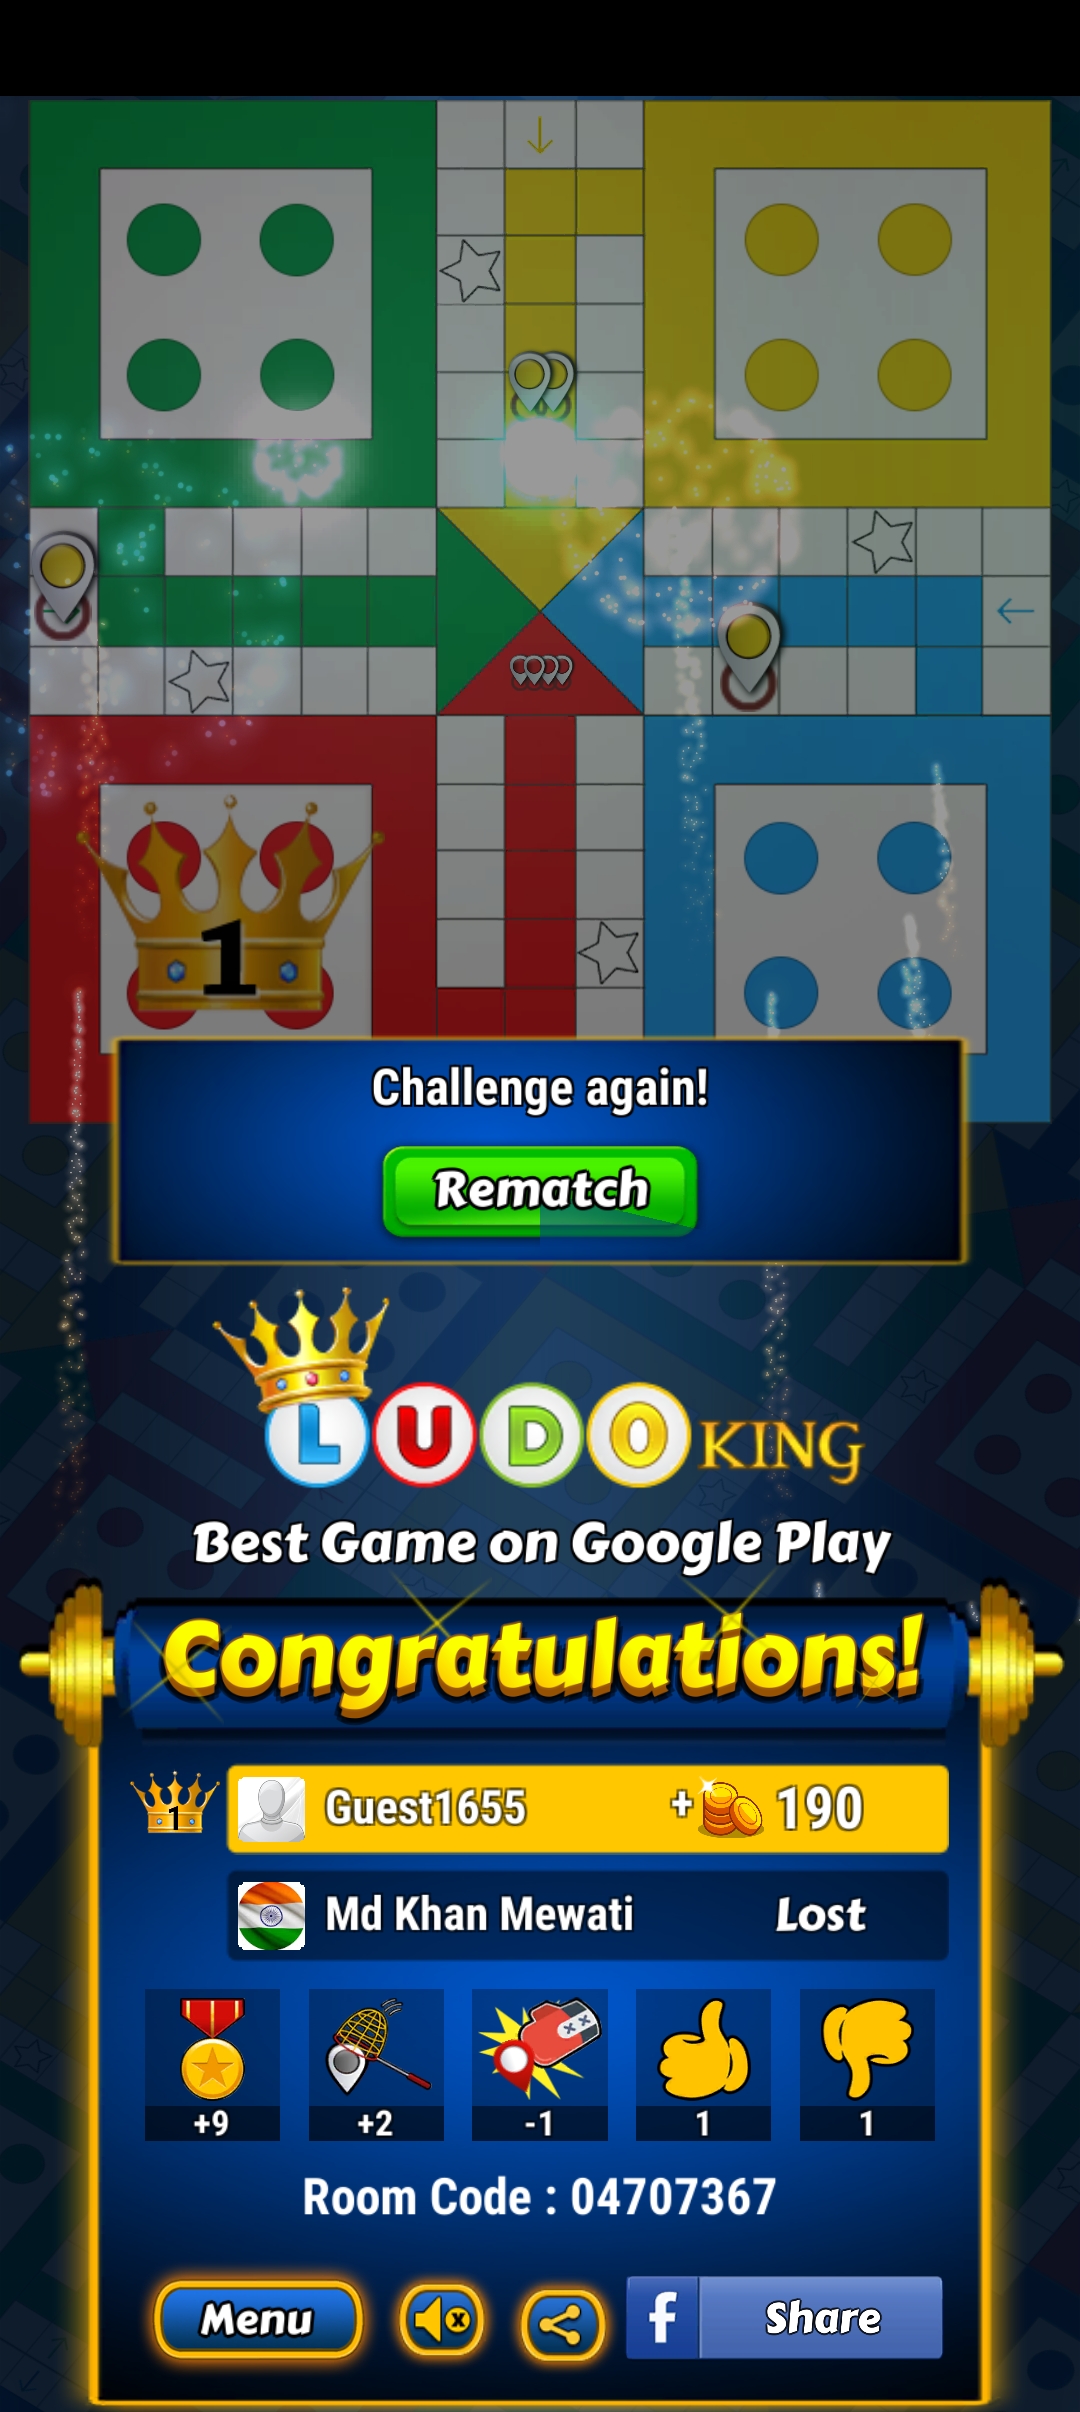 1
Challenge again!
Rematch
LUDO KING
Best Game on Google Play
Congratulations!
1 Guest1655 + 190
Md Khan Mewati Lost
+9 +2 -1 1 1
Room Code : 04707367
Menu x f Share